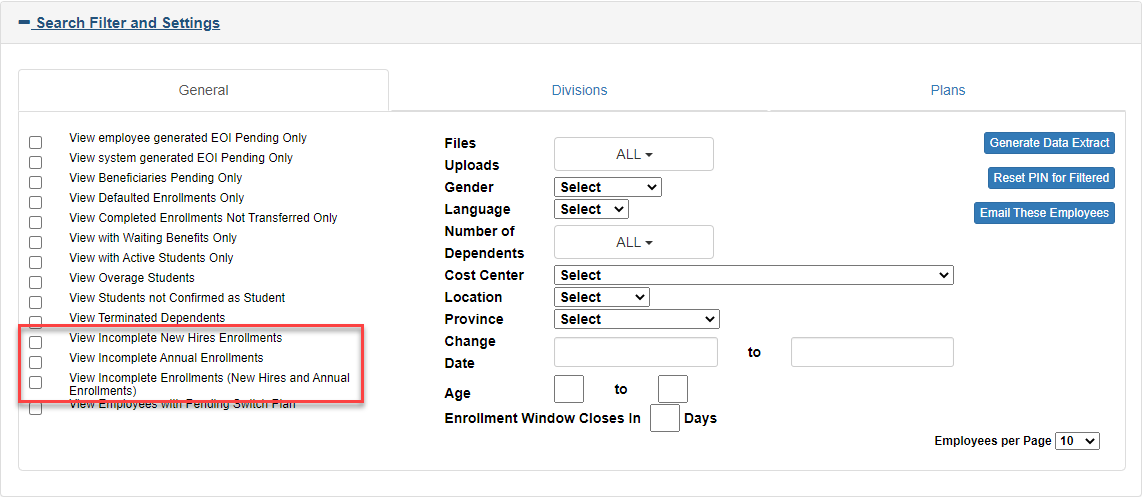 Search Filter and Settings
General
Divisions
Plans
View employee generated EOI Pending Only
View system generated EOI Pending Only
View Beneficiaries Pending Only
View Defaulted Enrollments Only
View Completed Enrollments Not Transferred Only
View with Waiting Benefits Only
View with Active Students Only
View Overage Students
View Students not Confirmed as Student
View Terminated Dependents
View Incomplete New Hires Enrollments
View Incomplete Annual Enrollments
View Incomplete Enrollments (New Hires and Annual
Enrollments)
View Employees with Pending Switch Plan
Files
Uploads
ALL
Gender
Select
Language
Select
Number of
Dependents
ALL
Cost Center
Select
Location
Select
Province
Select
Change
Date
to
Age
to
Enrollment Window Closes In
Days
Generate Data Extract
Reset PIN for Filtered
Email These Employees
Employees per Page
10